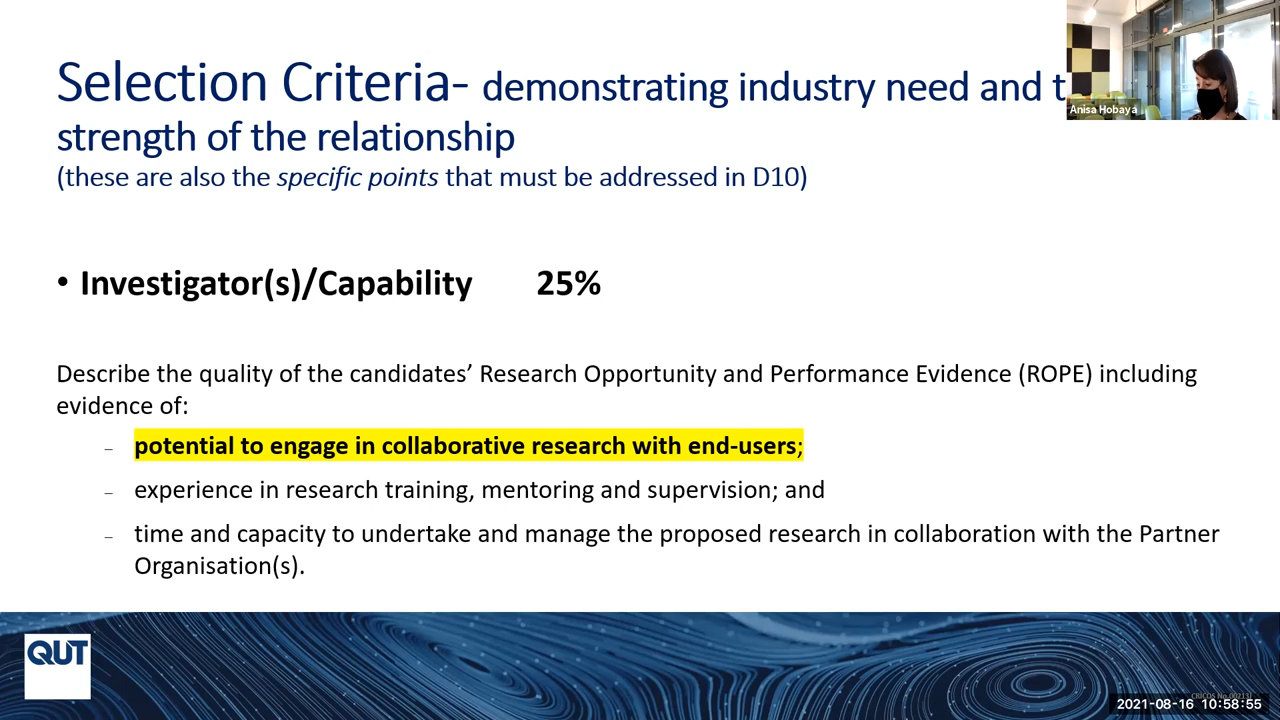 Selection Criteria- demonstrating industry need and t
strength of the relationship
(these are also the specific points that must be addressed in D10)
Anisa Hobaya
• Investigator(s)/Capability 25%
Describe the quality of the candidates’ Research Opportunity and Performance Evidence (ROPE) including
evidence of:
– potential to engage in collaborative research with end-users;
– experience in research training, mentoring and supervision; and
– time and capacity to undertake and manage the proposed research in collaboration with the Partner
Organisation(s).
QUT
CRICOS No.
2021-08-16 10:58:55